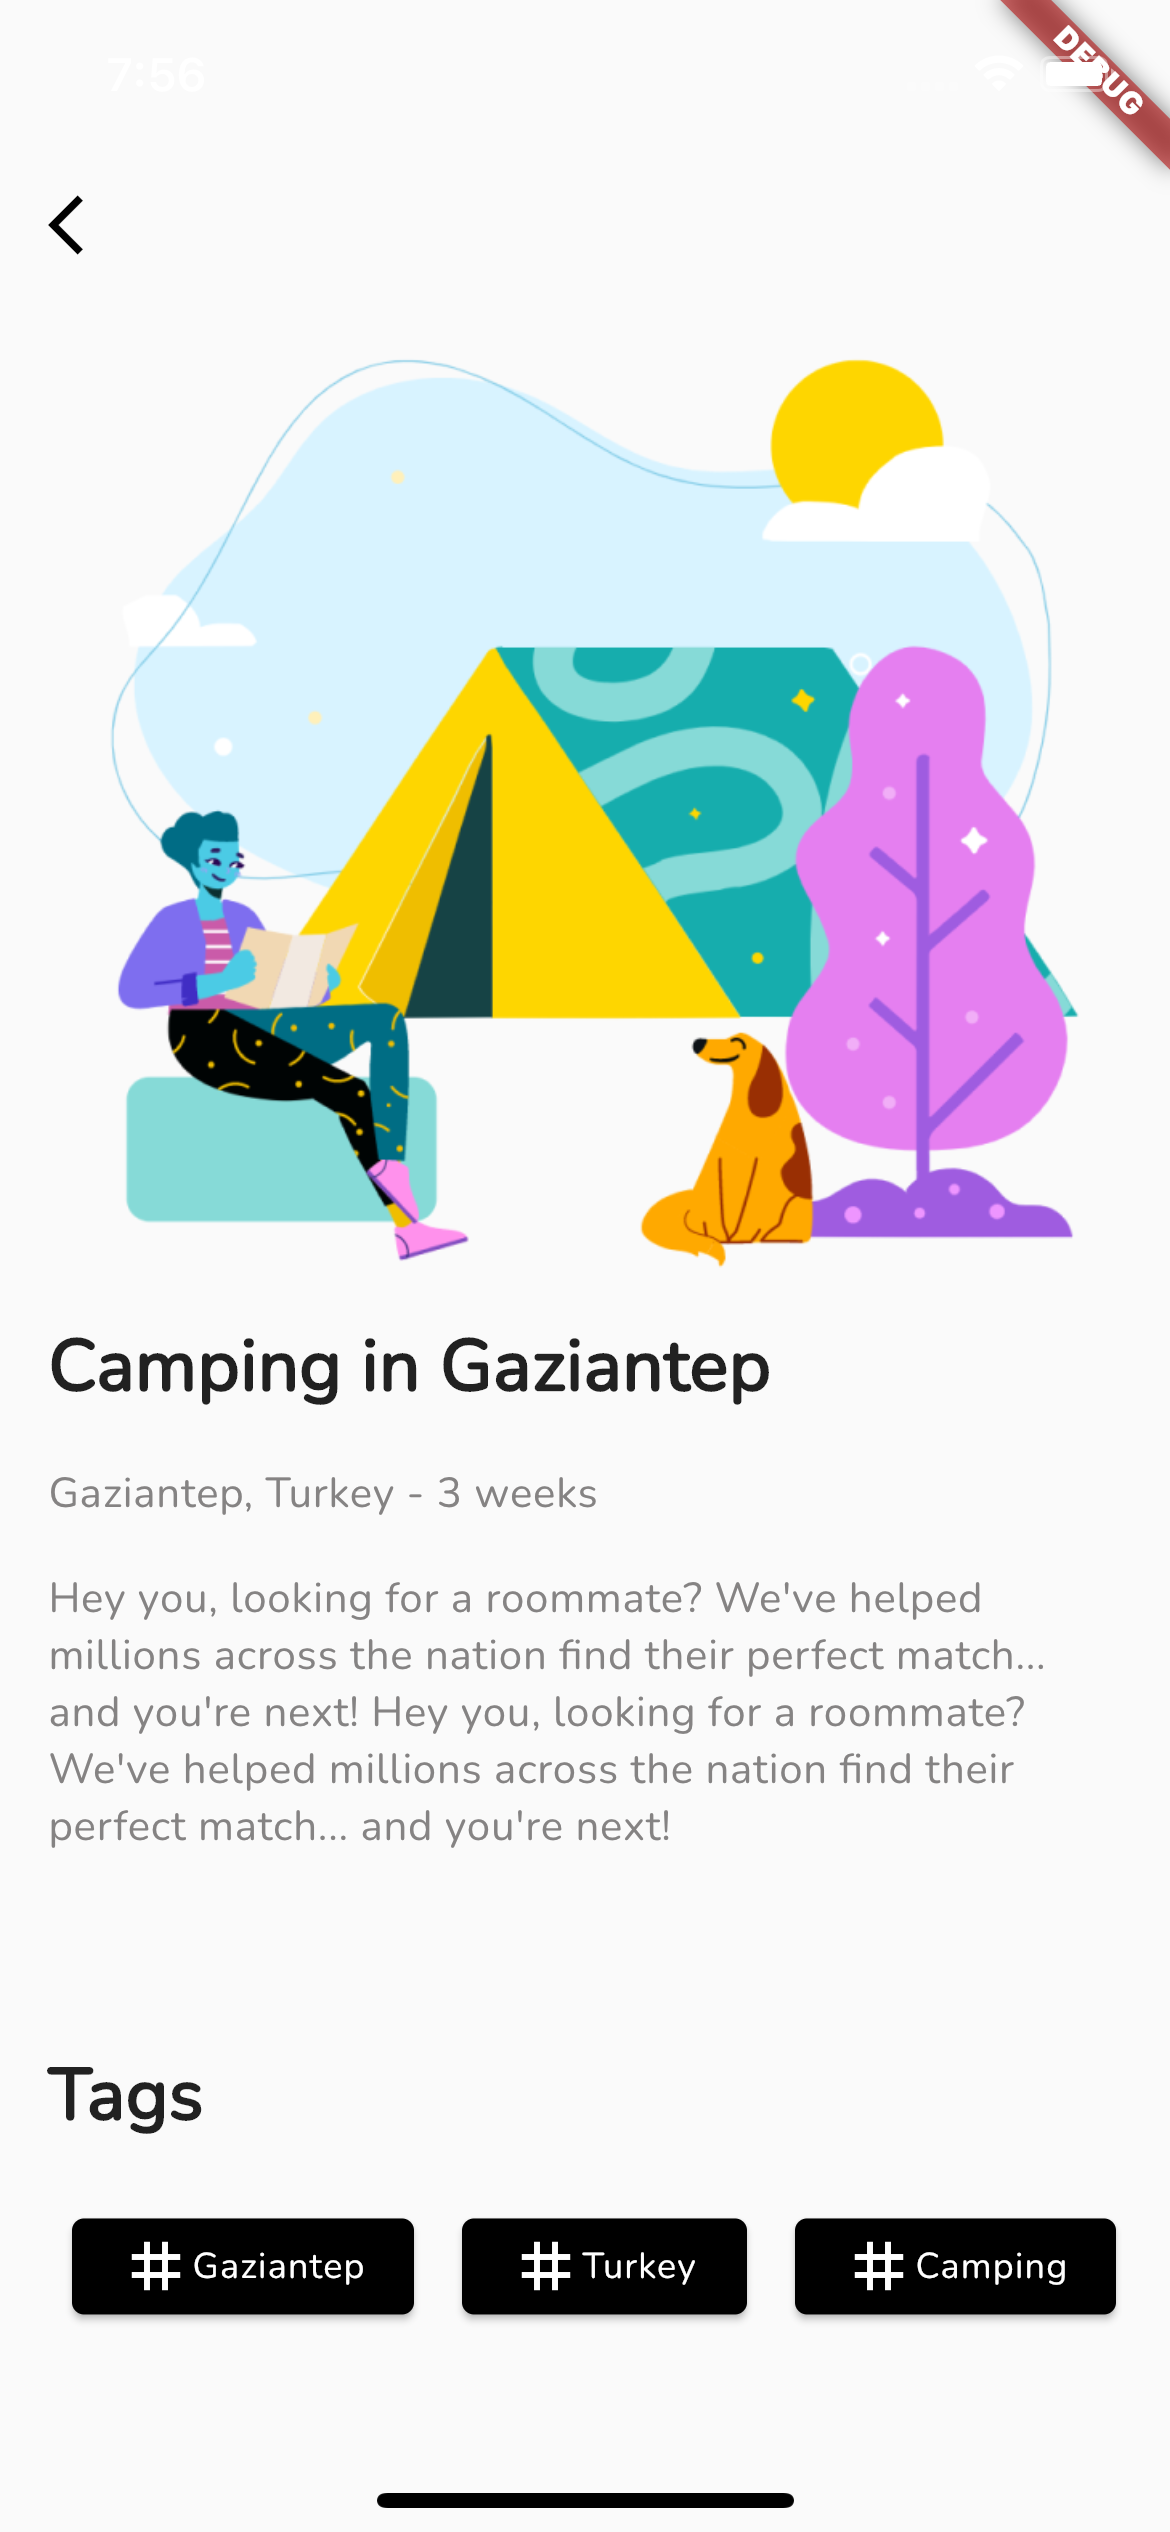 7:56
DEBUG
Camping in Gaziantep
Gaziantep, Turkey - 3 weeks
Hey you, looking for a roommate? We've helped
millions across the nation find their perfect match...
and you're next! Hey you, looking for a roommate?
We've helped millions across the nation find their
perfect match... and you're next!
Tags
# Gaziantep
# Turkey
# Camping